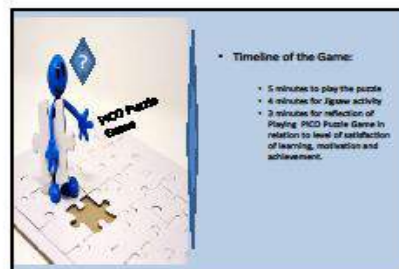 ?
PICO Puzzle
Game
• Timeline of the Game:
• 5 minutes to play the puzzle
• 4 minutes for Jigsaw activity
• 3 minutes for reflection of
Playing PICO Puzzle Game in
relation to level of satisfaction
of learning, motivation and
achievement.